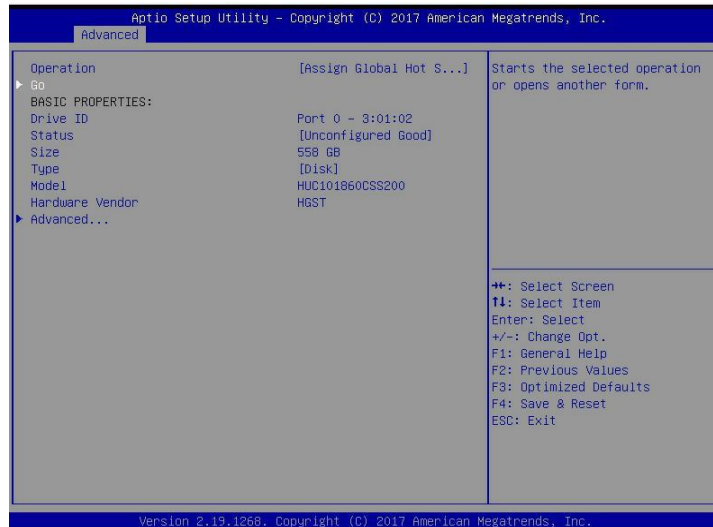 Aptio Setup Utility – Copyright (C) 2017 American Megatrends, Inc.
Advanced
Operation [Assign Global Hot S...]
Go
BASIC PROPERTIES:
Drive ID Port 0 - 3:01:02
Status [Unconfigured Good]
Size 558 GB
Type [Disk]
Model HUC101860CSS200
Hardware Vendor HGST
Advanced...
Starts the selected operation
or opens another form.
→←: Select Screen
↑↓: Select Item
Enter: Select
+/-: Change Opt.
F1: General Help
F2: Previous Values
F3: Optimized Defaults
F4: Save & Reset
ESC: Exit
Version 2.19.1268. Copyright (C) 2017 American Megatrends, Inc.